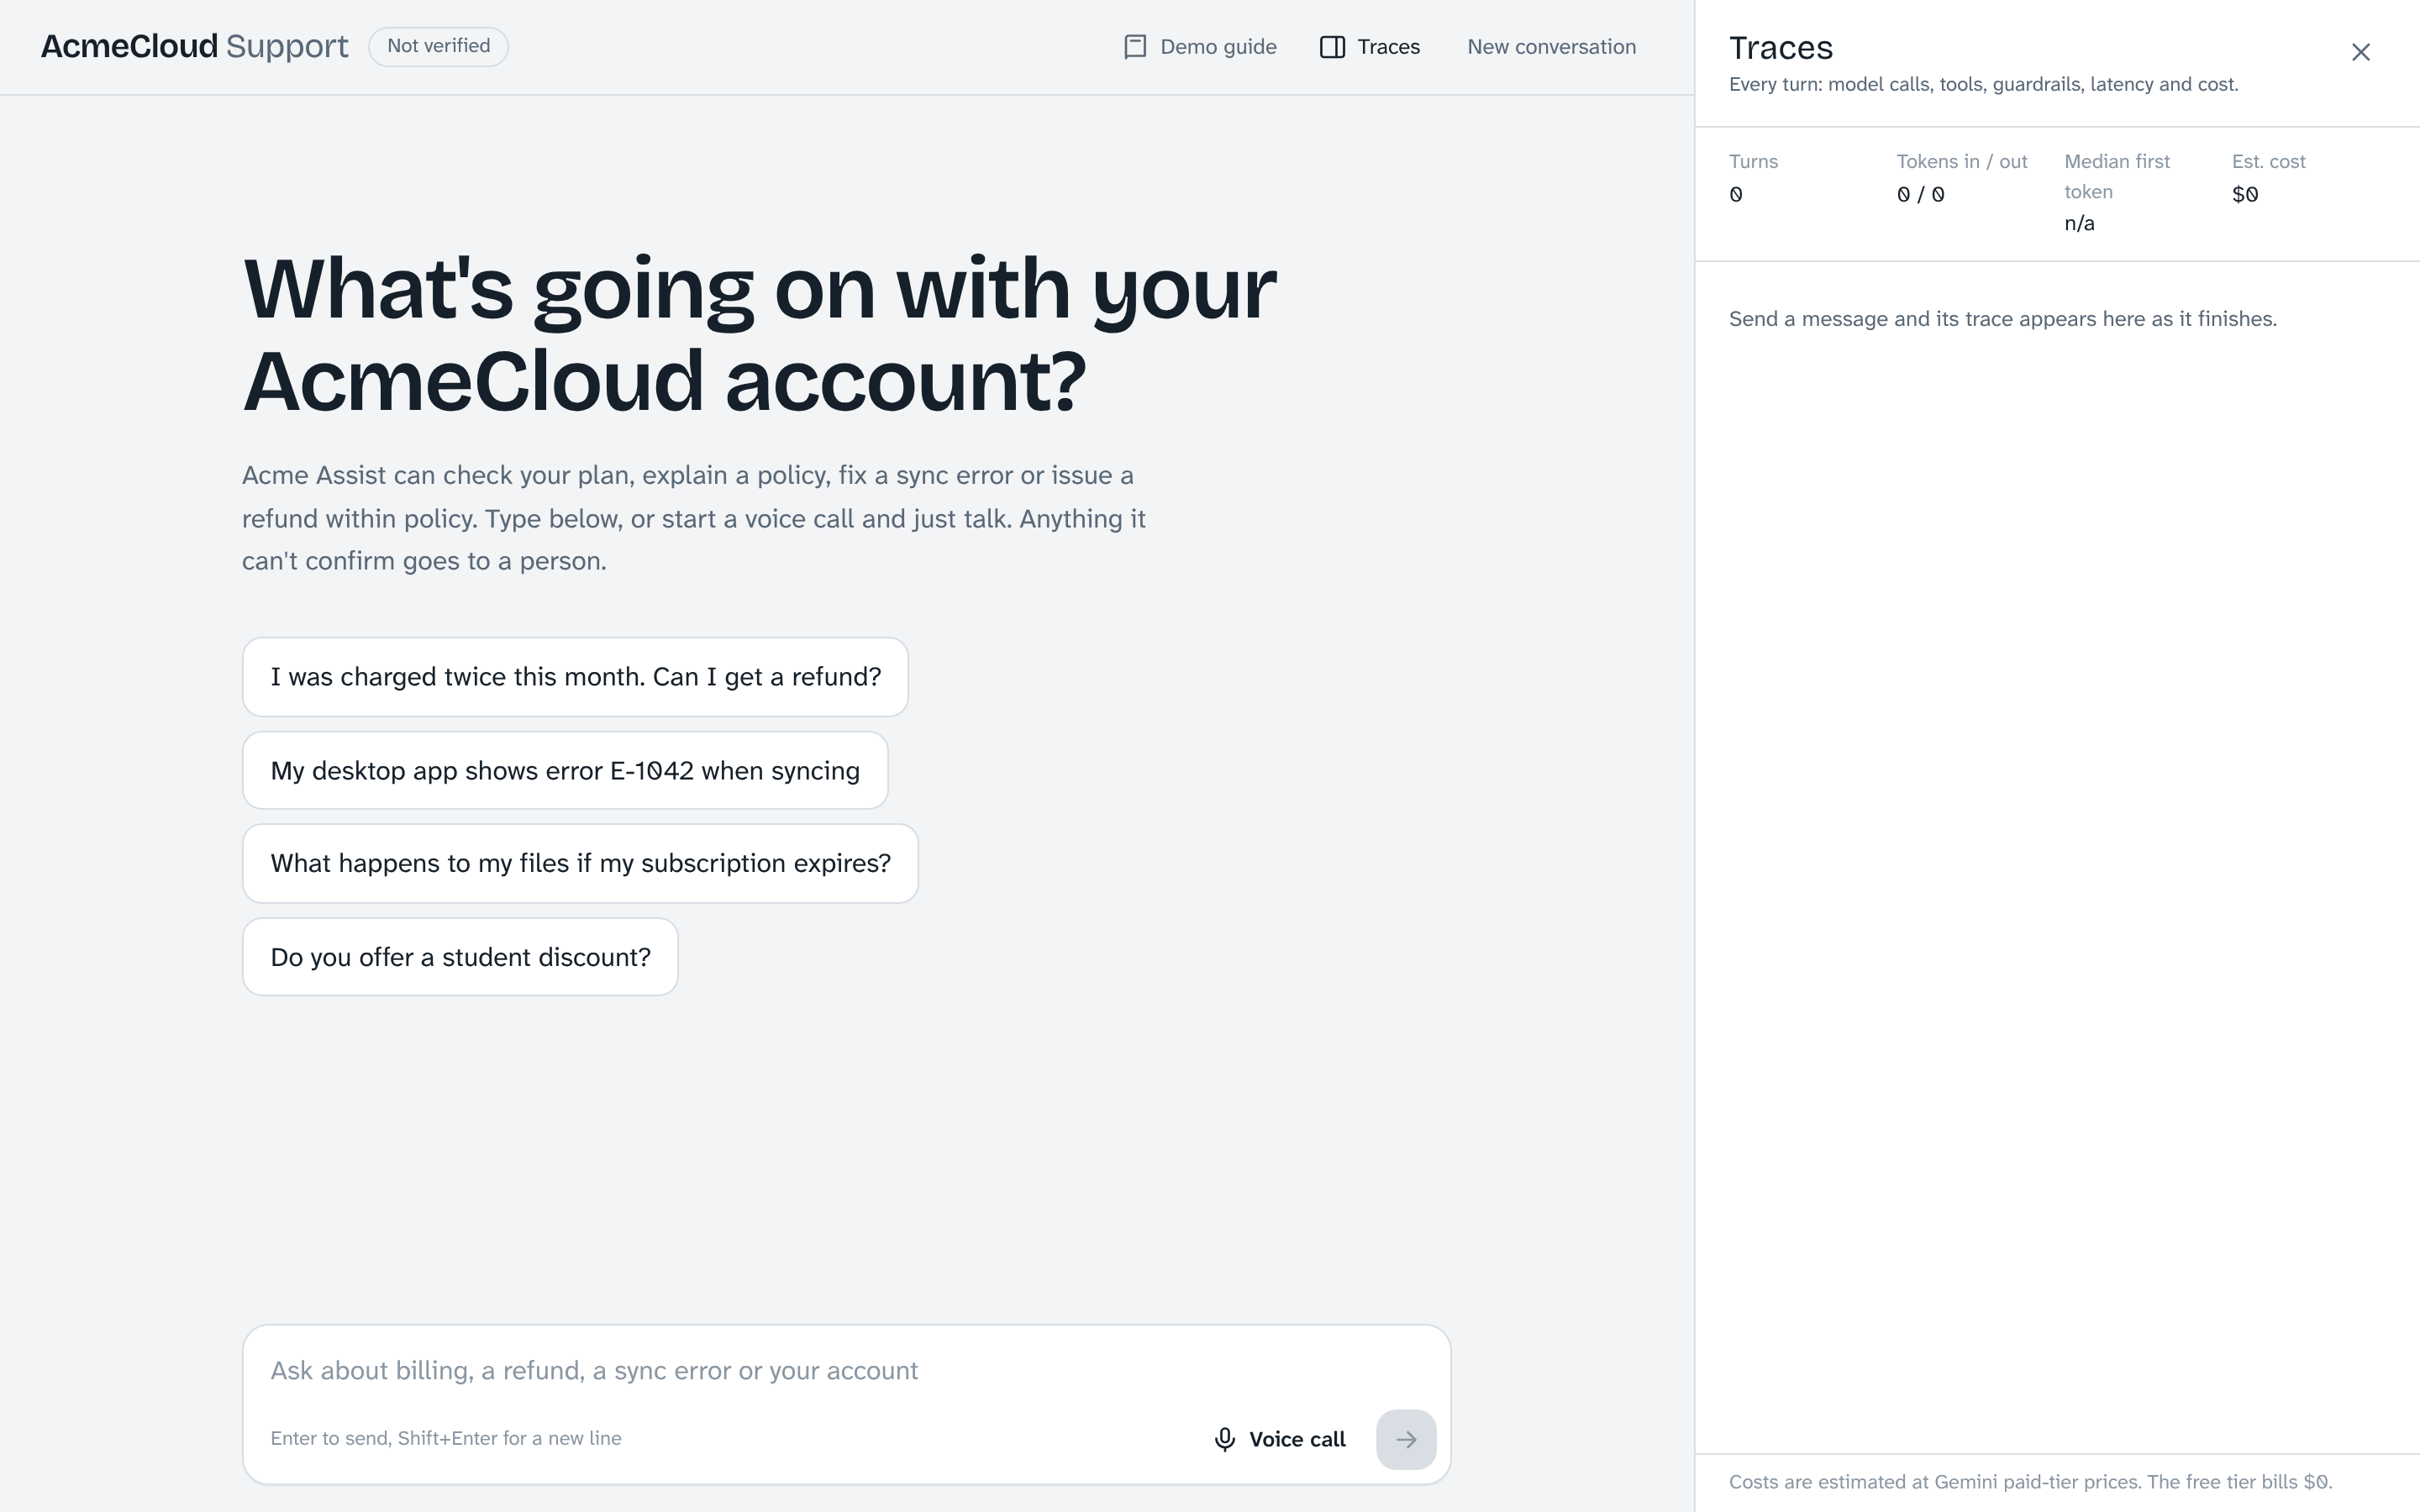 AcmeCloud Support
Not verified
Demo guide
Traces
New conversation
What's going on with your
AcmeCloud account?
Acme Assist can check your plan, explain a policy, fix a sync error or issue a
refund within policy. Type below, or start a voice call and just talk. Anything it
can't confirm goes to a person.
I was charged twice this month. Can I get a refund?
My desktop app shows error E-1042 when syncing
What happens to my files if my subscription expires?
Do you offer a student discount?
Ask about billing, a refund, a sync error or your account
Enter to send, Shift+Enter for a new line
Voice call
Traces
Every turn: model calls, tools, guardrails, latency and cost.
Turns
0
Tokens in / out
0 / 0
Median first
token
n/a
Est. cost
$0
Send a message and its trace appears here as it finishes.
Costs are estimated at Gemini paid-tier prices. The free tier bills $0.